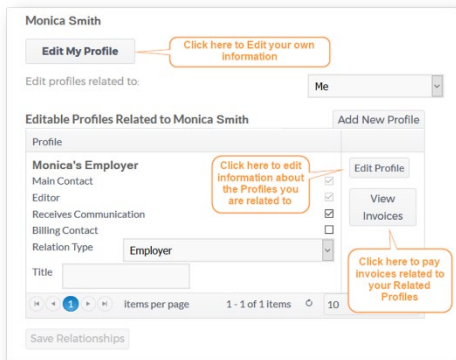 Monica Smith
Edit My Profile
Click here to Edit your own
information
Edit profiles related to:
Me
Editable Profiles Related to Monica Smith
Add New Profile
Profile
Monica's Employer
Main Contact
Editor
Receives Communication
Billing Contact
Relation Type
Employer
Title
Click here to edit
information about
the Profiles you
are related to
Edit Profile
View
Invoices
Click here to pay
invoices related to
your Related
Profiles
1
items per page
1 - 1 of 1 items
10
Save Relationships